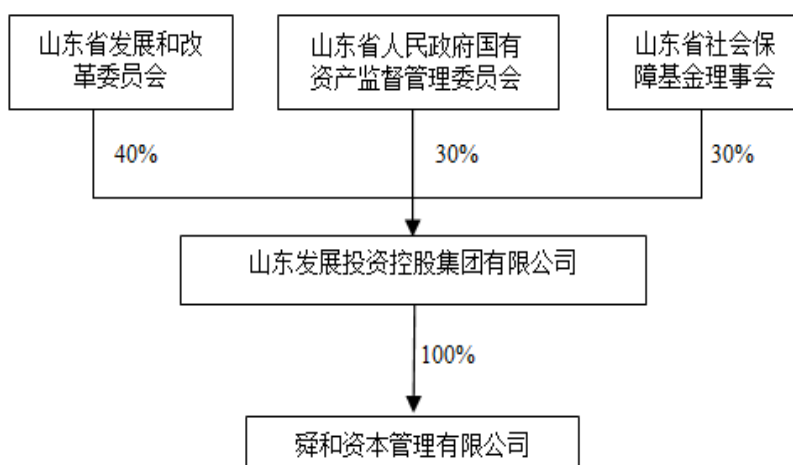 山东省发展和改
革委员会
山东省人民政府国有
资产监督管理委员会
山东省社会保
障基金理事会
40%
30%
30%
山东发展投资控股集团有限公司
100%
舜和资本管理有限公司